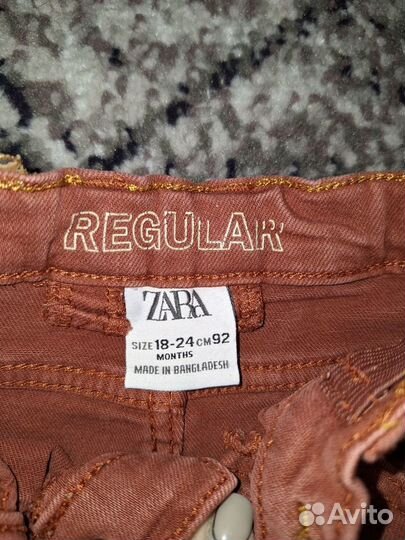 REGULAR
ZARA
SIZE 18-24 CM 92
MONTHS
MADE IN BANGLADESH
Avito